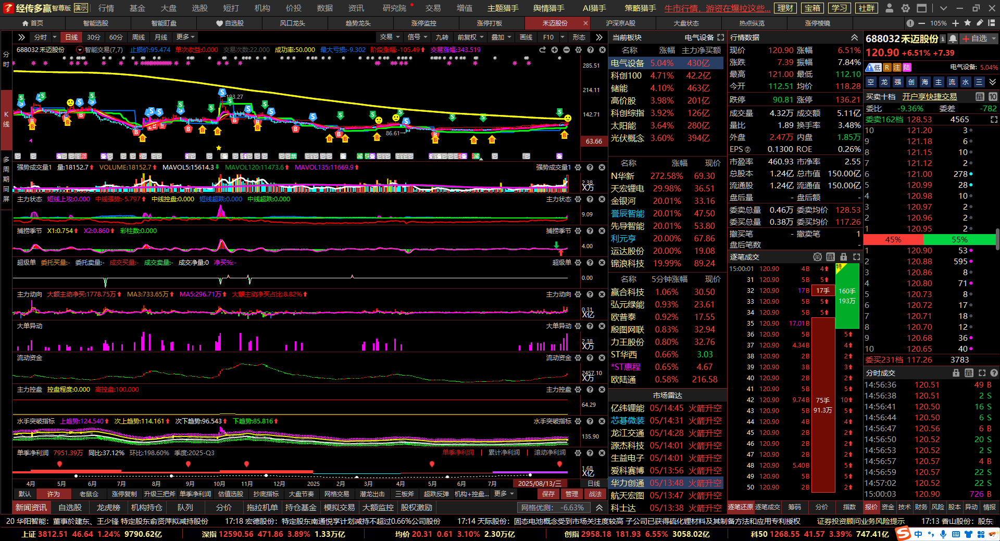 经传多赢 智尊版 演示 行情 基金 大盘 选股 短打 机构 价投 数据 资讯 研究院 交易 增值 主题猎手 舆情猎手 AI猎手 策略猎手 牛市行情，游资在爆拉这些... 理财 宝箱 学习 社群
首页 智能选股 智能盯盘 自选股 风口龙头 趋势龙头 涨停监控 涨停打板 禾迈股份 沪深京A股 大盘状态 热点纵览 涨停棱镜 105%
分时 日线 30分 60分 周线 月线 更多 交易 信号 九转 前复权 叠加 画线 F10 形态
分时
K线
多周期同屏
688032 禾迈股份 智能交易(7,7) 止损价:95.474 单次收益:0.000 交易次数:22.000 成功率:50.000 最大亏损:-9.302 阶段涨幅:-105.49 交易涨幅:343.519
285.51
214.11
142.71
63.66
193.27
86.61
强势成交量1 量:18152.7 VOLUME:18152.7 MAVOL5:15614.3 MAVOL120:11473.6 MAVOL135:11669.9 强势成交量1
2.38
X万
主力状态 短线上攻:0.000 中线强势:-5.797 中线控盘:0.000 短线超跌:0.000 中线超跌:0.000 主力状态
9.09
捕捞季节 X1:0.754 X2:0.860 彩柱数:0.000 捕捞季节
4.00
超级单 委托买量:- 委托卖量:- 成交买量:- 成交卖量:- 成交净量:0 净买%:- 超级单
0.00
主力动向 大额主动净买:1778.75万 MA3:733.65万 MA5:296.71万 大额主动净买占比:8.82% 主力动向
0.31
X亿
大单异动 大单异动
2.38
X万
流动资金 流动资金
2457.10
X万
主力控盘 控盘程度:0.000 高控盘:100.000 主力控盘
64.29
水手突破指标 上趋势:124.540 次上趋势:114.161 次下趋势:96.543 下趋势:85.816 水手突破指标
135.90
单季净利润 7951.39万 同比:37.12% 环比:198.60% 季度:2025-Q3 单季净利润 累计净利润 滚动净利润
1.68
X亿
4月 5月 6月 7月 8月 9月 10月 11月 2025 2月 3月 4月 5月 6月 7月 2025/08/13/三 日线
默认 许为 老鼠仓 涨停复制 升级三把斧 单季净利润 估值选股 抄底指标 大盘节奏 网格交易 潜龙出击 三板斧 超跌反弹 机构+控盘... 更多 保存 管理 战法
新闻资讯 自选股 龙虎榜 机构持仓 队列 分价 拖拉机单 持仓基金 模拟交易 大额监控 股权激励 网格优测: -6.63%
当前板块 电气设备
名称 涨幅 主力净买额
电气设备 5.04% 430亿
科创100 4.71% 42.2亿
储能 4.10% 463亿
高价股 3.98% 201亿
科创综指 3.92% 126亿
太阳能 3.64% 280亿
光伏概念 3.60% 394亿
名称 涨幅 现价
N华新 272.58% 69.30
天宏锂电 29.98% 36.51
金银河 20.01% 33.16
誉辰智能 20.01% 47.50
先导智能 20.01% 53.80
利元亨 20.00% 67.86
运达股份 20.00% 19.08
锦浪科技 19.99% 89.24
名称 5分钟涨幅 现价
赢合科技 1.06% 30.50
弘元绿能 0.93% 23.61
欧普泰 0.92% 17.55
殷图网联 0.83% 32.94
力王股份 0.80% 32.76
ST华西 0.66% 3.03
*ST惠程 0.65% 4.67
欧陆通 0.58% 216.58
市场雷达
亿纬锂能 05/14:45 火箭升空
芯碁微装 05/14:31 火箭升空
龙江交通 05/14:28 火箭升空
源杰科技 05/14:01 火箭升空
生益电子 05/14:01 火箭升空
爱科赛博 05/13:56 火箭升空
华力创通 05/13:48 火箭升空
航天宏图 05/13:47 火箭升空
科士达 05/13:38 火箭升空
行情数据
现价 120.90 涨幅 6.51%
涨跌 7.39 振幅 7.84%
最高 121.00 最低 112.10
今开 112.51 均价 118.28
跌停 90.81 涨停 136.21
成交量 4.32万 成交额 5.11亿
量比 1.89 换手率 3.48%
外盘 2.47万 内盘 1.85万
EPS② 0.1300 ROE 0.26%
市盈率 460.93 市净率 2.55
总股本 1.24亿 总市值 150.00亿
流通股 1.24亿 流通值 150.00亿
盘后量 - 盘后额 -
委卖总量 0.46万 委卖均价 128.53
委买总量 0.38万 委买均价 117.26
撤买笔 - 撤卖笔 1
盘后笔数 -
逐笔成交
15:00:01 120.90 4B 4
31 120.90 5B 5
32 120.90 17B 17手
33 120.90 5B 5
34 120.90 5B 5
35 120.90 17.01B
36 120.90 5B 5
37 120.90 4.34B 4
38 120.90 2B 2
39 120.90 3B 3
40 120.90 2B 2
41 120.90 5B 5
42 120.90 9.74B 10
43 120.90 5B 5
44 120.90 4B 4
45 120.90 2B 2
46 120.90 2B 2
47 120.90 2B 2
48 120.90 5.40B 5
49 120.90 5B 5
50 120.90 2B 2
特
160手
193万
75手
91.3万
逐笔还原 逐笔成交 筹码 分价 指数
688032 禾迈股份 自选
120.90 +6.51% +7.39
低 R 注 陆 电气设备: 5.04%
空 龙 强 创 海 主 流 水 三
买卖十档 开户享快捷交易 10
委比 -9.36% 委差 -782
委卖162档 128.53 4565
10 121.20 3
9 121.18 6
8 121.15 10
7 121.12 2
6 121.00 278
5 120.99 28
4 120.98 10
3 120.97 2
2 120.96 2
1 120.95 2
45% 55%
1 120.90 53
2 120.88 595
3 120.86 8
4 120.80 71
5 120.73 8
6 120.72 17
7 120.71 18
8 120.70 12
9 120.68 36
10 120.65 40
委买231档 117.26 3783
分时成交
14:56:36 120.51 49 B
14:56:38 120.51 2 S
14:56:41 120.50 16 S
14:56:44 120.50 6 S
14:56:47 120.56 6 B
14:56:50 120.52 20 S
14:56:53 120.52 2 S
14:56:57 120.57 4 B
14:56:59 120.57 22 S
14:57:02 120.52 22 S
15:00:03 120.90 726 B
报价 资金 技术 财务 风险 股本 异动 情报
20 华阳智能：董事於建东、王少锋 特定股东俞贤萍拟减持股份 17:18 宏德股份：特定股东南通悦享计划减持不超过0.66%公司股份 17:14 天际股份：固态电池概念受到市场关注度较高 子公司已获得硫化锂材料及其制备方法和应用专利授权 证券投资顾问业务风险提示 17:13 香山股份：股东
上证 3812.51 46.64 1.24% 9790.62亿 深指 12590.56 471.86 3.89% 1.33万亿 均价 20.31 0.61 3.10% 2.30万亿 创指 2958.18 181.93 6.55% 3058.02亿 科50 1268.55 41.57 3.39% 747.41亿 中